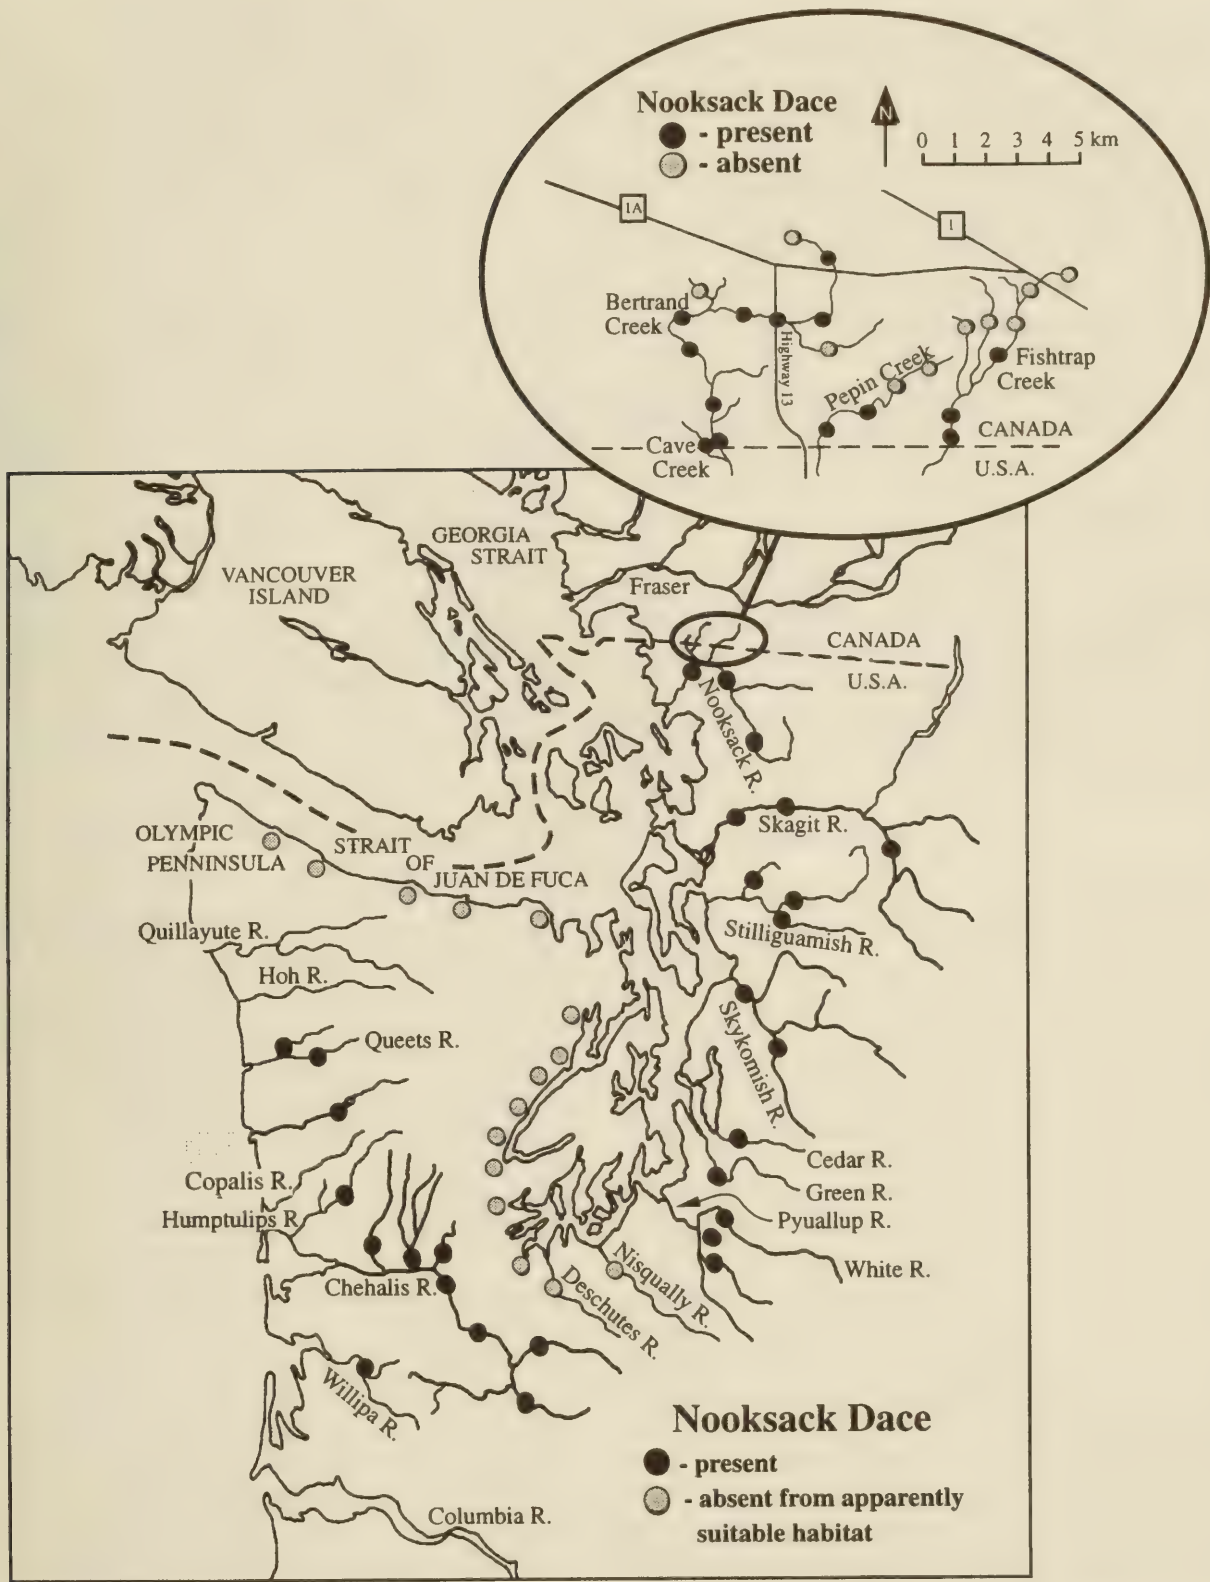 Nooksack Dace
- present
- absent
N
0 1 2 3 4 5 km
1A
1
Bertrand
Creek
Highway 13
Pepin Creek
Fishtrap
Creek
Cave
Creek
CANADA
U.S.A.
GEORGIA
STRAIT
VANCOUVER
ISLAND
Fraser
CANADA
U.S.A.
Nooksack R.
OLYMPIC
PENNINSULA
STRAIT
OF
JUAN DE FUCA
Skagit R.
Quillayute R.
Stilliguamish R.
Hoh R.
Queets R.
Skykomish R.
Cedar R.
Copalis R.
Green R.
Humptulips R
Pyuallup R.
White R.
Chehalis R.
Nisqually R.
Deschutes R.
Willipa R.
Nooksack Dace
- present
- absent from apparently
suitable habitat
Columbia R.